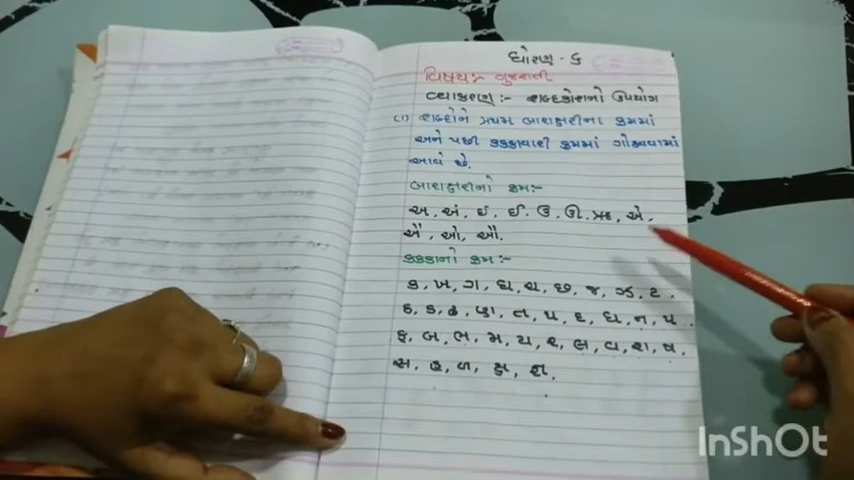 ધોરણ - ૬
વિષય:- ગુજરાતી
વ્યાકરણ :- શબ્દકોશનો ઉપયોગ
(૧) શબ્દોને પ્રથમ બારાક્ષરીના ક્રમમાં
અને પછી કક્કાવારી ક્રમમાં ગોઠવવામાં
આવે છે.
બારાક્ષરીનો ક્રમ:-
અ, અં, ઇ, ઈ, ઉ, ઊ, ઋ, એ,
ઐ, ઓ, ઔ.
કક્કાનો ક્રમ:-
ક, ખ, ગ, ઘ, ચ, છ, જ, ઝ, ટ,
ઠ, ડ, ઢ, ણ, ત, થ, દ, ધ, ન, પ,
ફ, બ, ભ, મ, ય, ર, લ, વ, શ, ષ,
સ, હ, ળ, ક્ષ, જ્ઞ.
InShOt